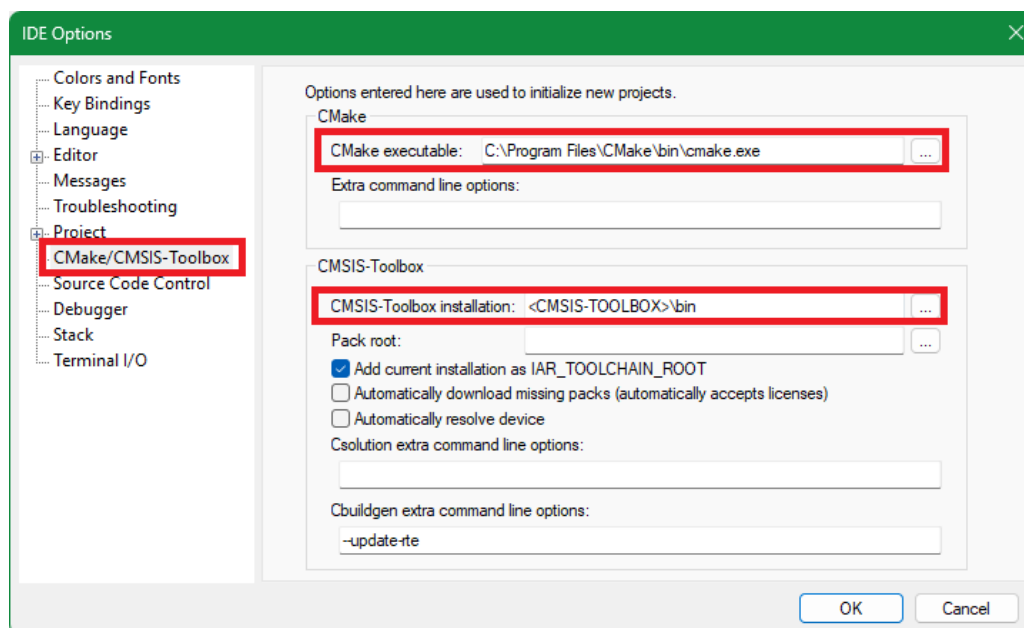 IDE Options
Colors and Fonts
Key Bindings
Language
Editor
Messages
Troubleshooting
Project
CMake/CMSIS-Toolbox
Source Code Control
Debugger
Stack
Terminal I/O
Options entered here are used to initialize new projects.
CMake
CMake executable: C:\Program Files\CMake\bin\cmake.exe ...
Extra command line options:
CMSIS-Toolbox
CMSIS-Toolbox installation: <CMSIS-TOOLBOX>\bin ...
Pack root: ...
Add current installation as IAR_TOOLCHAIN_ROOT
Automatically download missing packs (automatically accepts licenses)
Automatically resolve device
Csolution extra command line options:
Cbuildgen extra command line options:
--update-rte
OK Cancel